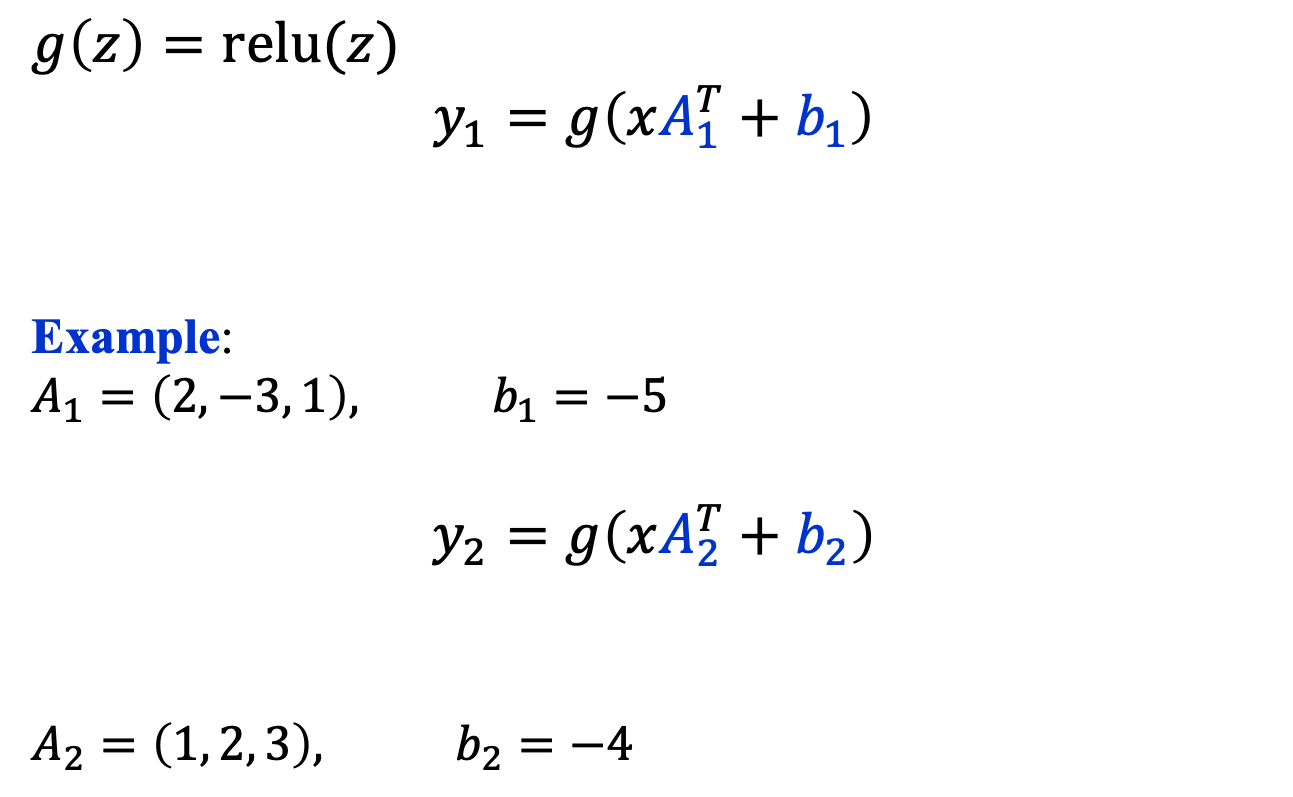 g(z) = relu(z)
y₁ = g(xA₁ᵀ + b₁)
Example:
A₁ = (2, −3, 1), b₁ = −5
y₂ = g(xA₂ᵀ + b₂)
A₂ = (1, 2, 3), b₂ = −4